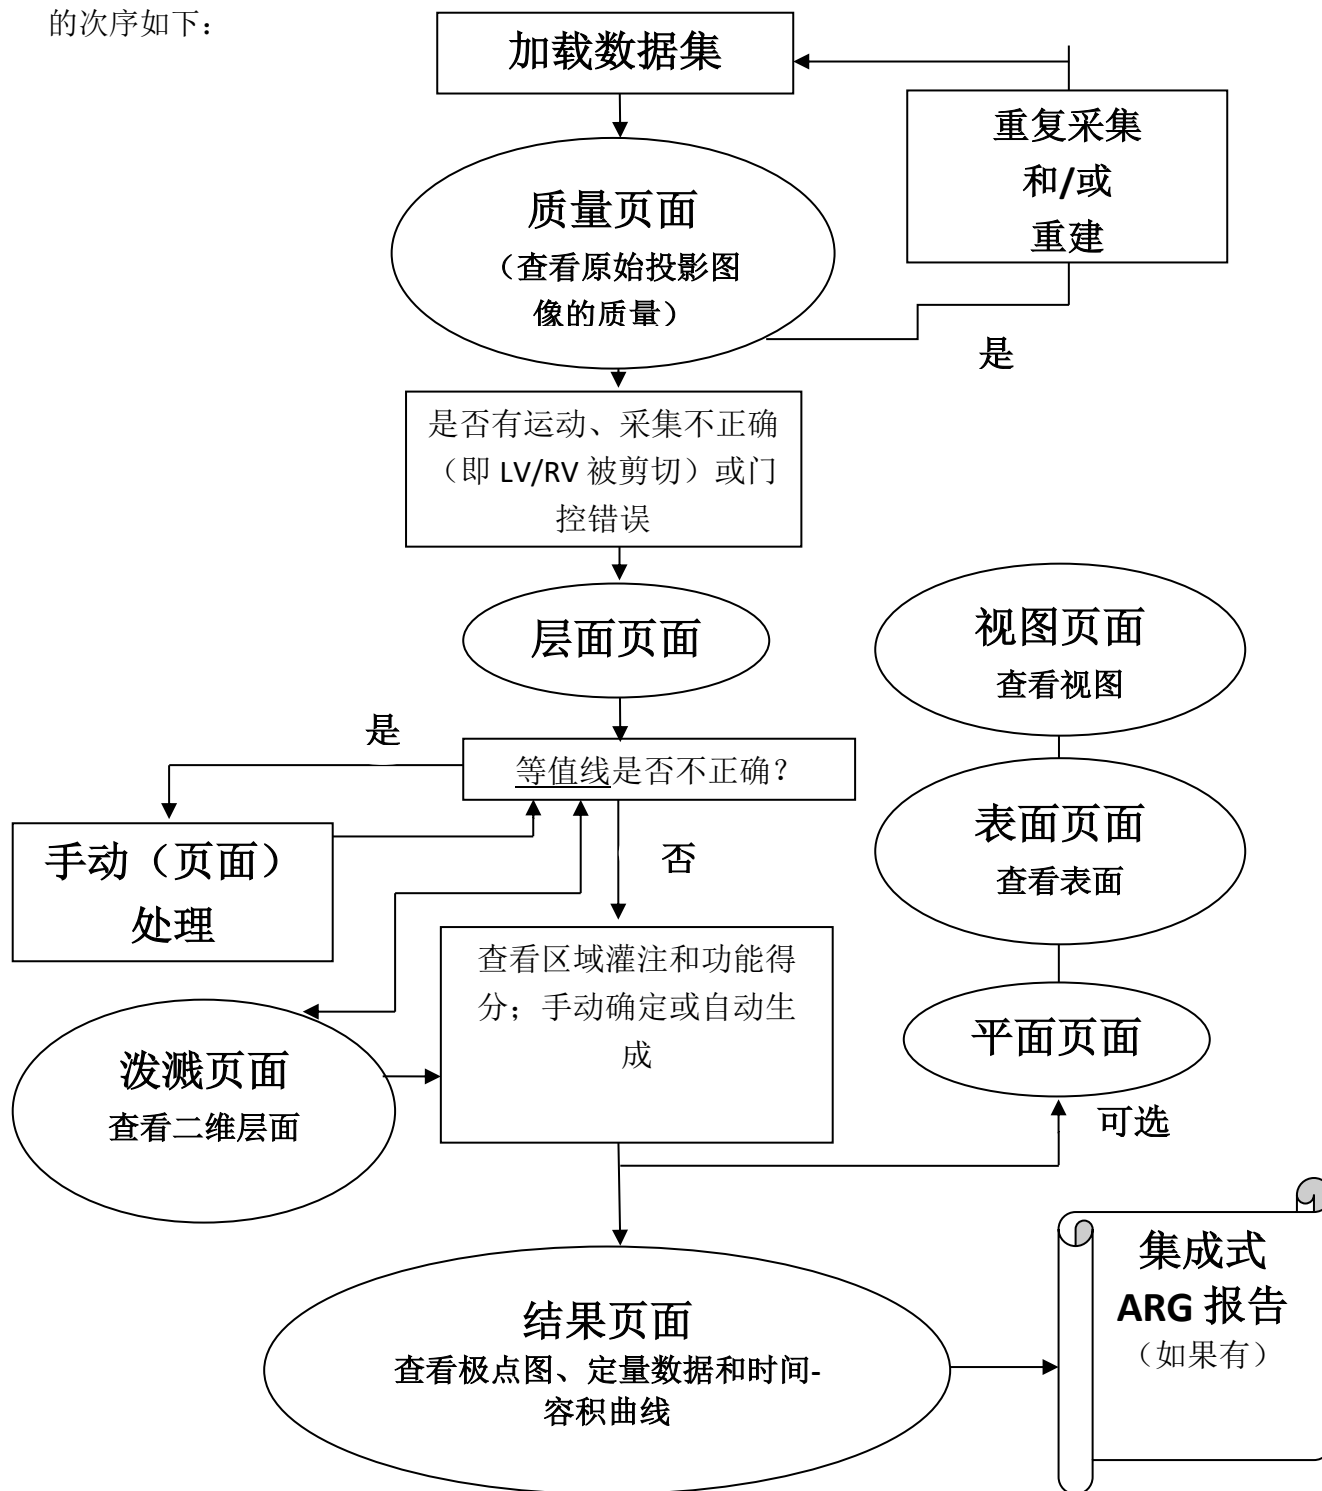 的次序如下：
加载数据集
重复采集
和/或
重建
质量页面
（查看原始投影图
像的质量）
是
是否有运动、采集不正确
（即 LV/RV 被剪切）或门
控错误
层面页面
视图页面
查看视图
是
等值线是否不正确？
手动（页面）
处理
否
表面页面
查看表面
查看区域灌注和功能得
分；手动确定或自动生
成
平面页面
泼溅页面
查看二维层面
可选
集成式
ARG 报告
（如果有）
结果页面
查看极点图、定量数据和时间-
容积曲线